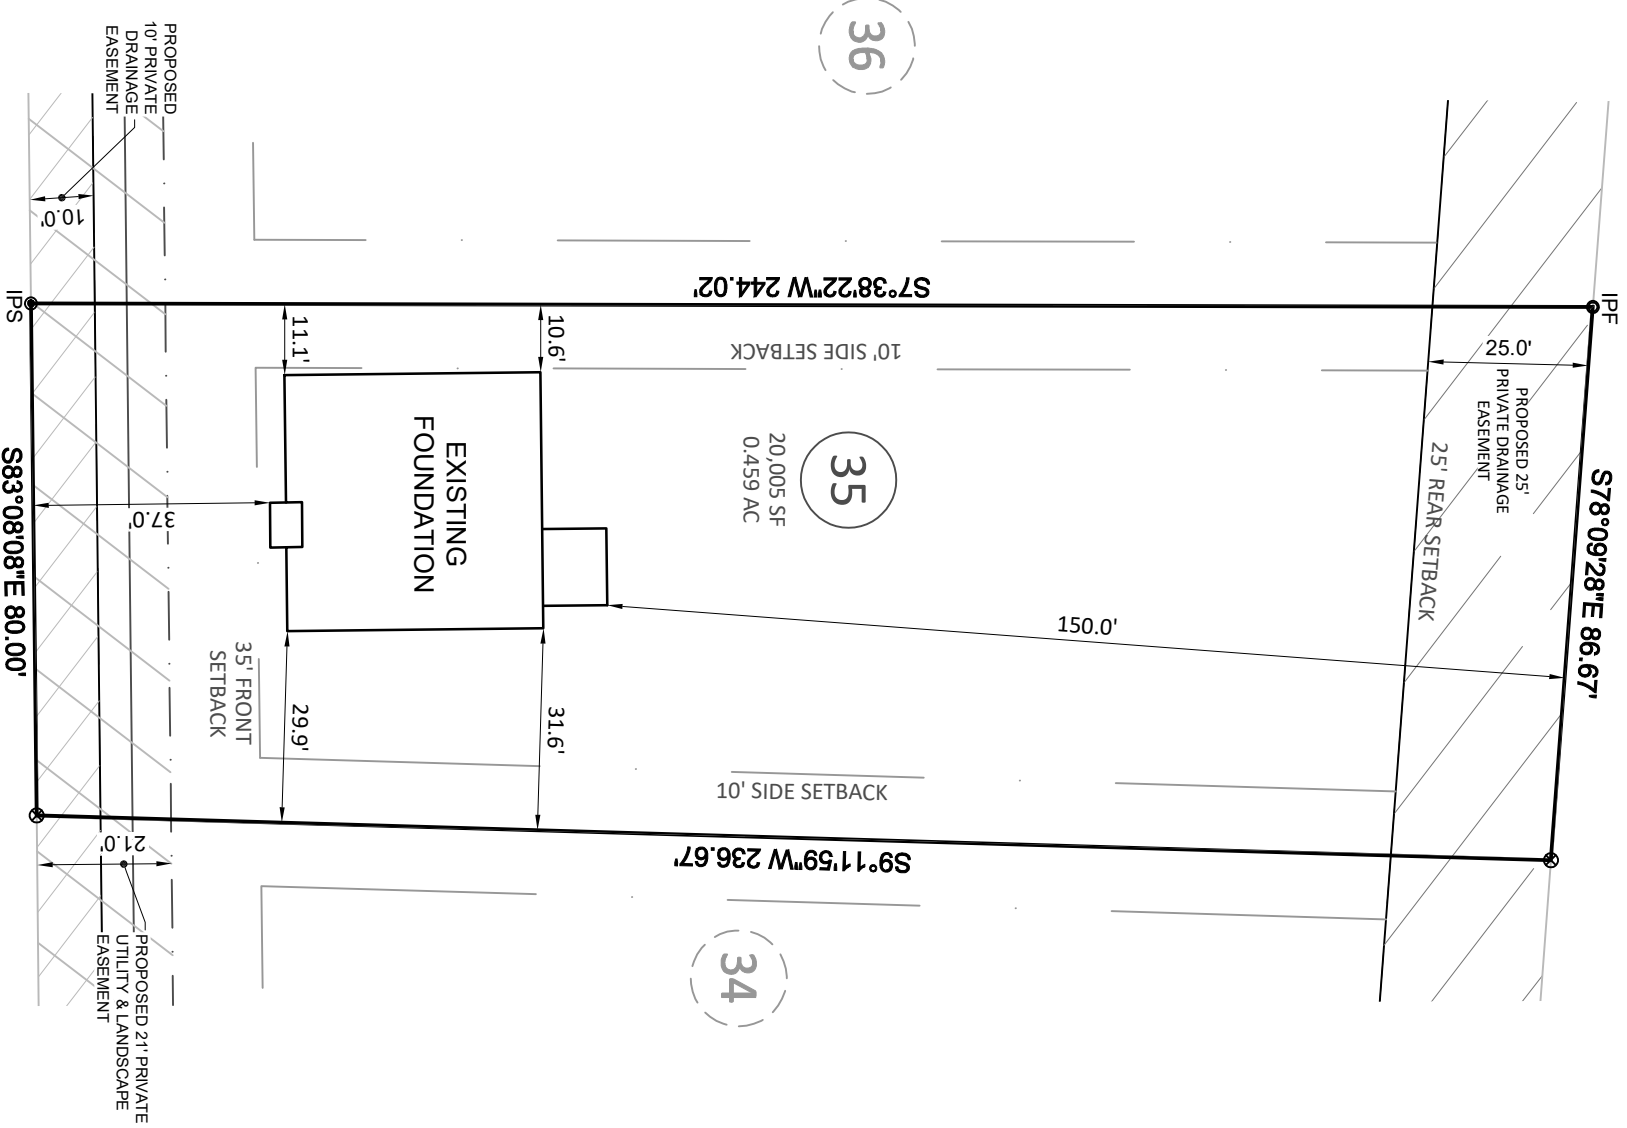 36
PROPOSED
10' PRIVATE
DRAINAGE
EASEMENT
10.0'
IPS
IPF
S7°38'22"W 244.02'
11.1'
10.6'
10' SIDE SETBACK
25.0'
PROPOSED 25'
PRIVATE DRAINAGE
EASEMENT
25' REAR SETBACK
S78°09'28"E 86.67'
EXISTING
FOUNDATION
35
20,005 SF
0.459 AC
37.0'
S83°08'08"E 80.00'
150.0'
35' FRONT
SETBACK
29.9'
31.6'
10' SIDE SETBACK
S9°11'59"W 236.67'
21.0'
PROPOSED 21' PRIVATE
UTILITY & LANDSCAPE
EASEMENT
34